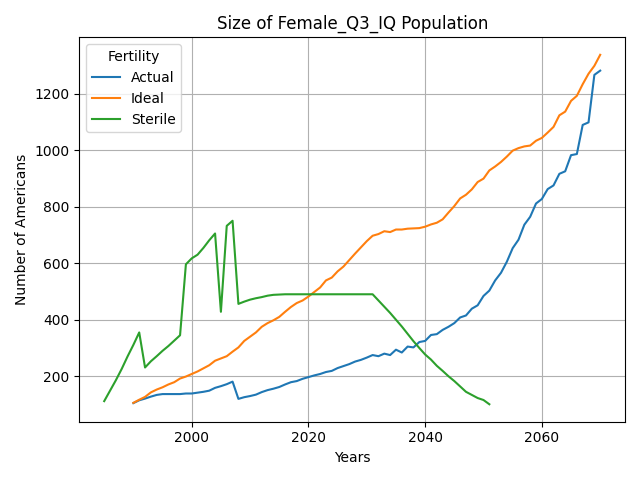 Size of Female_Q3_IQ Population
Fertility
Actual
Ideal
Sterile
Number of Americans
1200
1000
800
600
400
200
2000
2020
2040
2060
Years